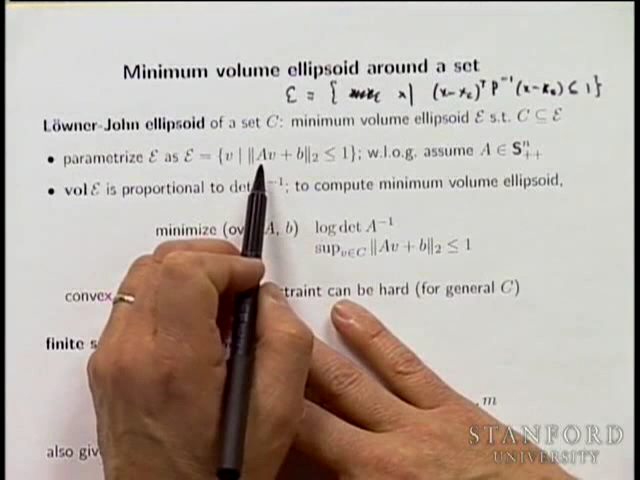 Minimum volume ellipsoid around a set
ℰ = { x | (x-x_c)^T P^{-1} (x-x_c) ≤ 1 }
Löwner-John ellipsoid of a set C: minimum volume ellipsoid ℰ s.t. C ⊆ ℰ
• parametrize ℰ as ℰ = {v | ‖Av + b‖₂ ≤ 1}; w.l.o.g. assume A ∈ S^n_{++}
• vol ℰ is proportional to det A^{-1}; to compute minimum volume ellipsoid,
minimize (over A, b) log det A^{-1}
sup_{v∈C} ‖Av + b‖₂ ≤ 1
convex, constraint can be hard (for general C)
finite
, m
also
STANFORD
UNIVERSITY